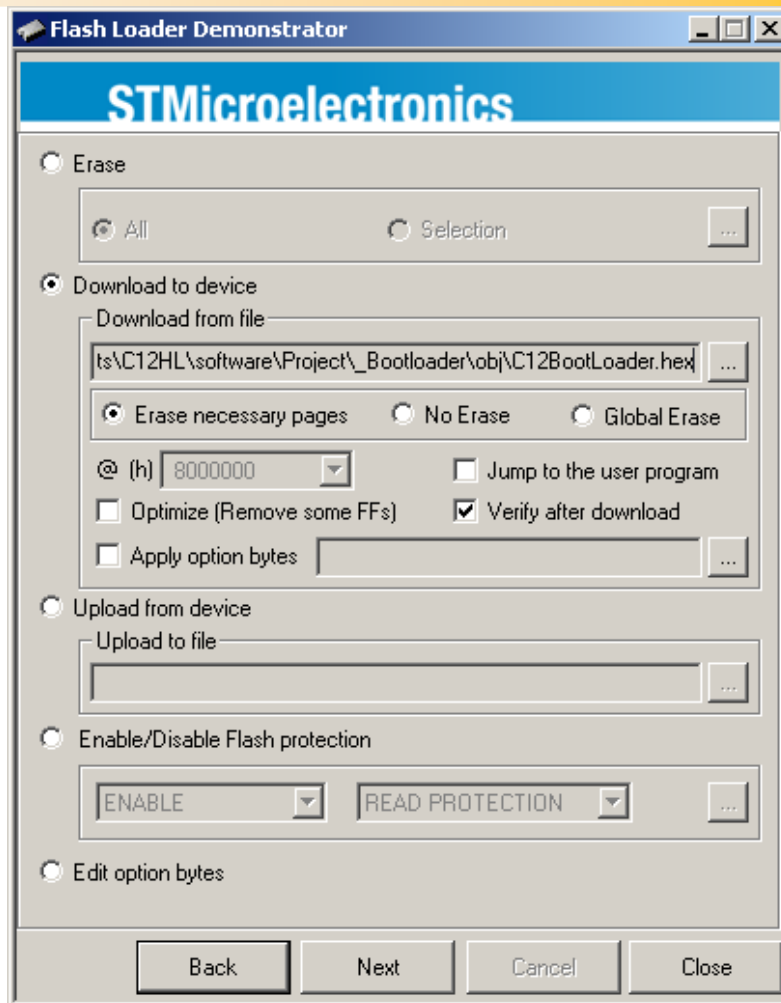 Flash Loader Demonstrator
STMicroelectronics
Erase
All Selection ...
Download to device
Download from file
ts\C12HL\software\Project\_Bootloader\obj\C12BootLoader.hex ...
Erase necessary pages No Erase Global Erase
@ (h) 8000000 Jump to the user program
Optimize (Remove some FFs) Verify after download
Apply option bytes ...
Upload from device
Upload to file
...
Enable/Disable Flash protection
ENABLE READ PROTECTION ...
Edit option bytes
Back Next Cancel Close